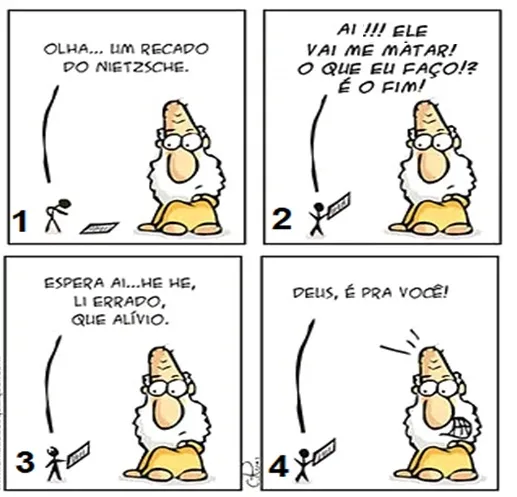 OLHA... UM RECADO
DO NIETZSCHE.
1
AI !!! ELE
VAI ME MATAR!
O QUE EU FAÇO!?
É O FIM!
2
ESPERA AI...HE HE,
LI ERRADO,
QUE ALÍVIO.
3
DEUS, É PRA VOCÊ!
4